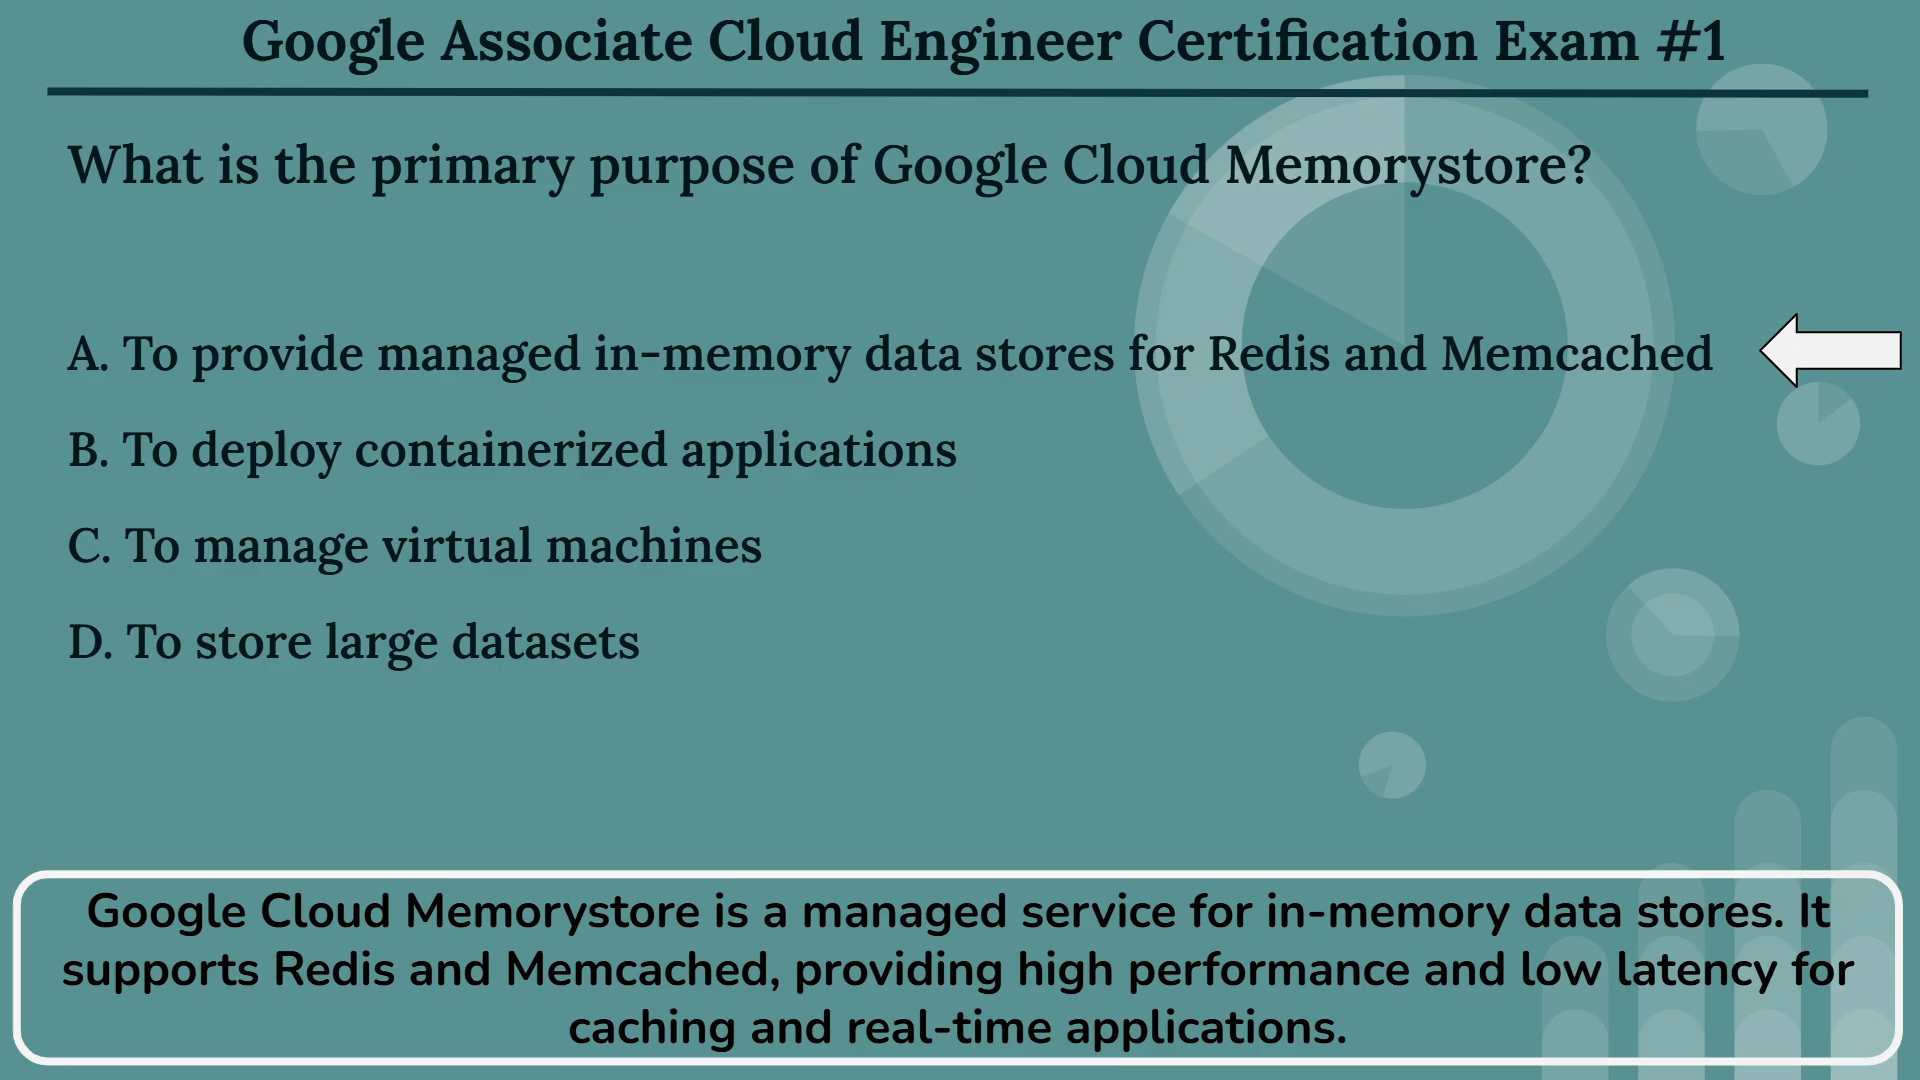 Google Associate Cloud Engineer Certification Exam #1
What is the primary purpose of Google Cloud Memorystore?
A. To provide managed in-memory data stores for Redis and Memcached
B. To deploy containerized applications
C. To manage virtual machines
D. To store large datasets
Google Cloud Memorystore is a managed service for in-memory data stores. It
supports Redis and Memcached, providing high performance and low latency for
caching and real-time applications.